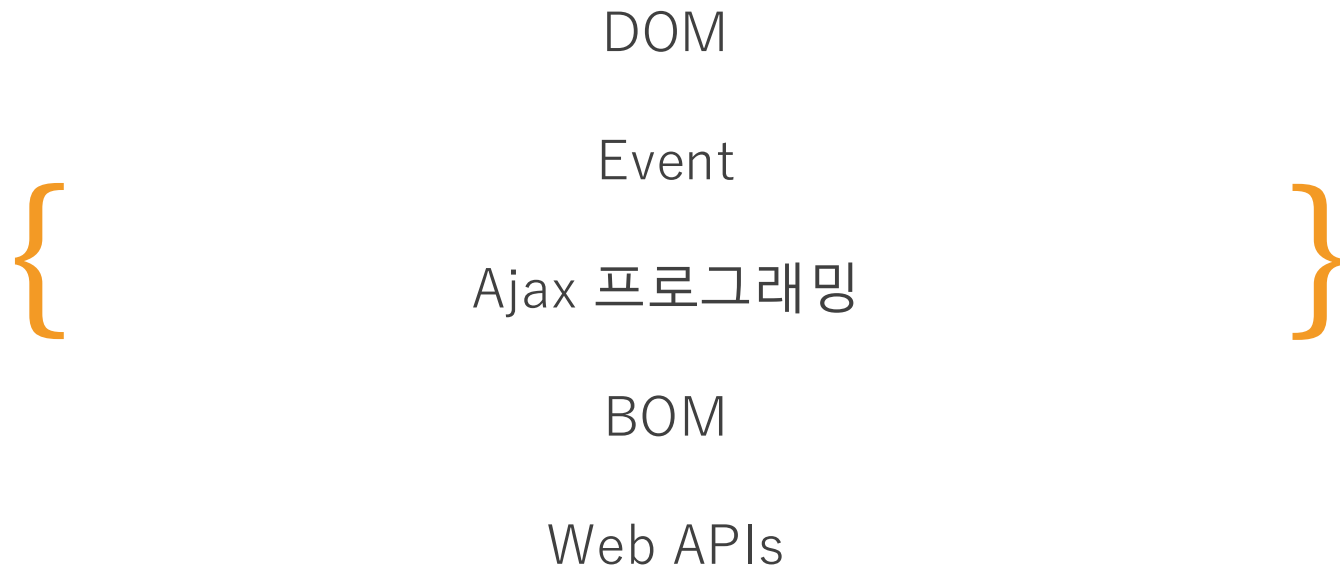 DOM
Event
{ Ajax 프로그래밍 }
BOM
Web APIs